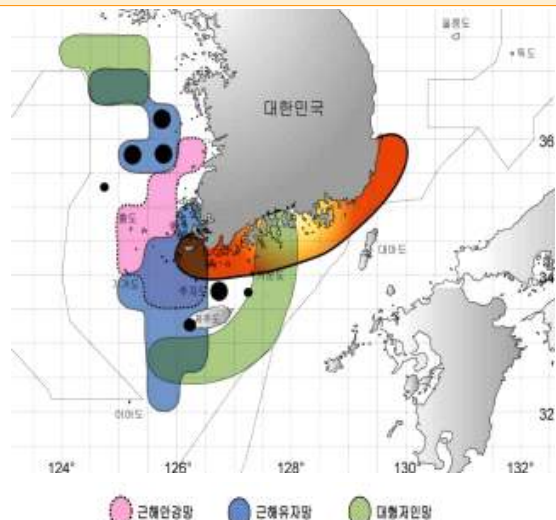 울릉도
독도
대한민국
36
홍도
대마도
34
추자도
제주도
32
이어도
124° 126° 128° 130° 132°
근해안강망 근해유자망 대형저인망